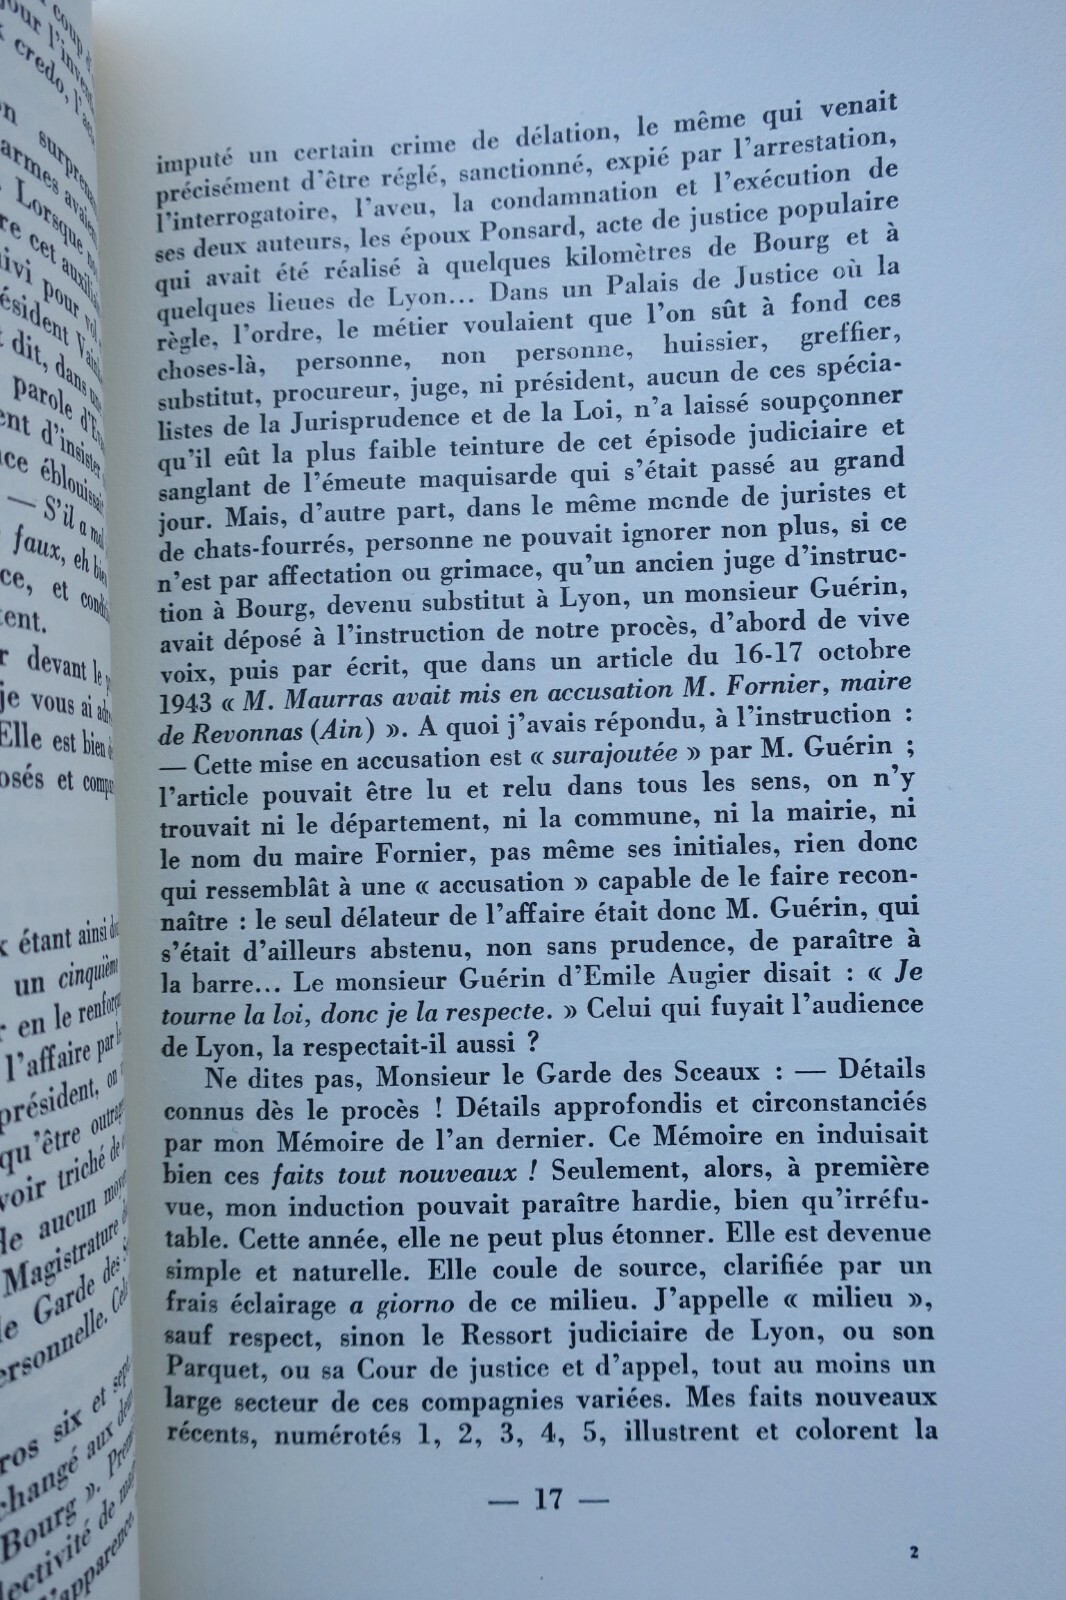 imputé un certain crime de délation, le même qui venait
précisément d'être réglé, sanctionné, expié par l'arrestation,
l'interrogatoire, l'aveu, la condamnation et l'exécution de
ses deux auteurs, les époux Ponsard, acte de justice populaire
qui avait été réalisé à quelques kilomètres de Bourg et à
quelques lieues de Lyon... Dans un Palais de Justice où la
règle, l'ordre, le métier voulaient que l'on sût à fond ces
choses-là, personne, non personne, huissier, greffier,
substitut, procureur, juge, ni président, aucun de ces spécia-
listes de la Jurisprudence et de la Loi, n'a laissé soupçonner
qu'il eût la plus faible teinture de cet épisode judiciaire et
sanglant de l'émeute maquisarde qui s'était passé au grand
jour. Mais, d'autre part, dans le même monde de juristes et
de chats-fourrés, personne ne pouvait ignorer non plus, si ce
n'est par affectation ou grimace, qu'un ancien juge d'instruc-
tion à Bourg, devenu substitut à Lyon, un monsieur Guérin,
avait déposé à l'instruction de notre procès, d'abord de vive
voix, puis par écrit, que dans un article du 16-17 octobre
1943 « M. Maurras avait mis en accusation M. Fornier, maire
de Revonnas (Ain) ». A quoi j'avais répondu, à l'instruction :
— Cette mise en accusation est « surajoutée » par M. Guérin ;
l'article pouvait être lu et relu dans tous les sens, on n'y
trouvait ni le département, ni la commune, ni la mairie, ni
le nom du maire Fornier, pas même ses initiales, rien donc
qui ressemblât à une « accusation » capable de le faire recon-
naître : le seul délateur de l'affaire était donc M. Guérin, qui
s'était d'ailleurs abstenu, non sans prudence, de paraître à
la barre... Le monsieur Guérin d'Emile Augier disait : « Je
tourne la loi, donc je la respecte. » Celui qui fuyait l'audience
de Lyon, la respectait-il aussi ?
Ne dites pas, Monsieur le Garde des Sceaux : — Détails
connus dès le procès ! Détails approfondis et circonstanciés
par mon Mémoire de l'an dernier. Ce Mémoire en induisait
bien ces faits tout nouveaux ! Seulement, alors, à première
vue, mon induction pouvait paraître hardie, bien qu'irréfu-
table. Cette année, elle ne peut plus étonner. Elle est devenue
simple et naturelle. Elle coule de source, clarifiée par un
frais éclairage a giorno de ce milieu. J'appelle « milieu »,
sauf respect, sinon le Ressort judiciaire de Lyon, ou son
Parquet, ou sa Cour de justice et d'appel, tout au moins un
large secteur de ces compagnies variées. Mes faits nouveaux
récents, numérotés 1, 2, 3, 4, 5, illustrent et colorent la
— 17 —
2